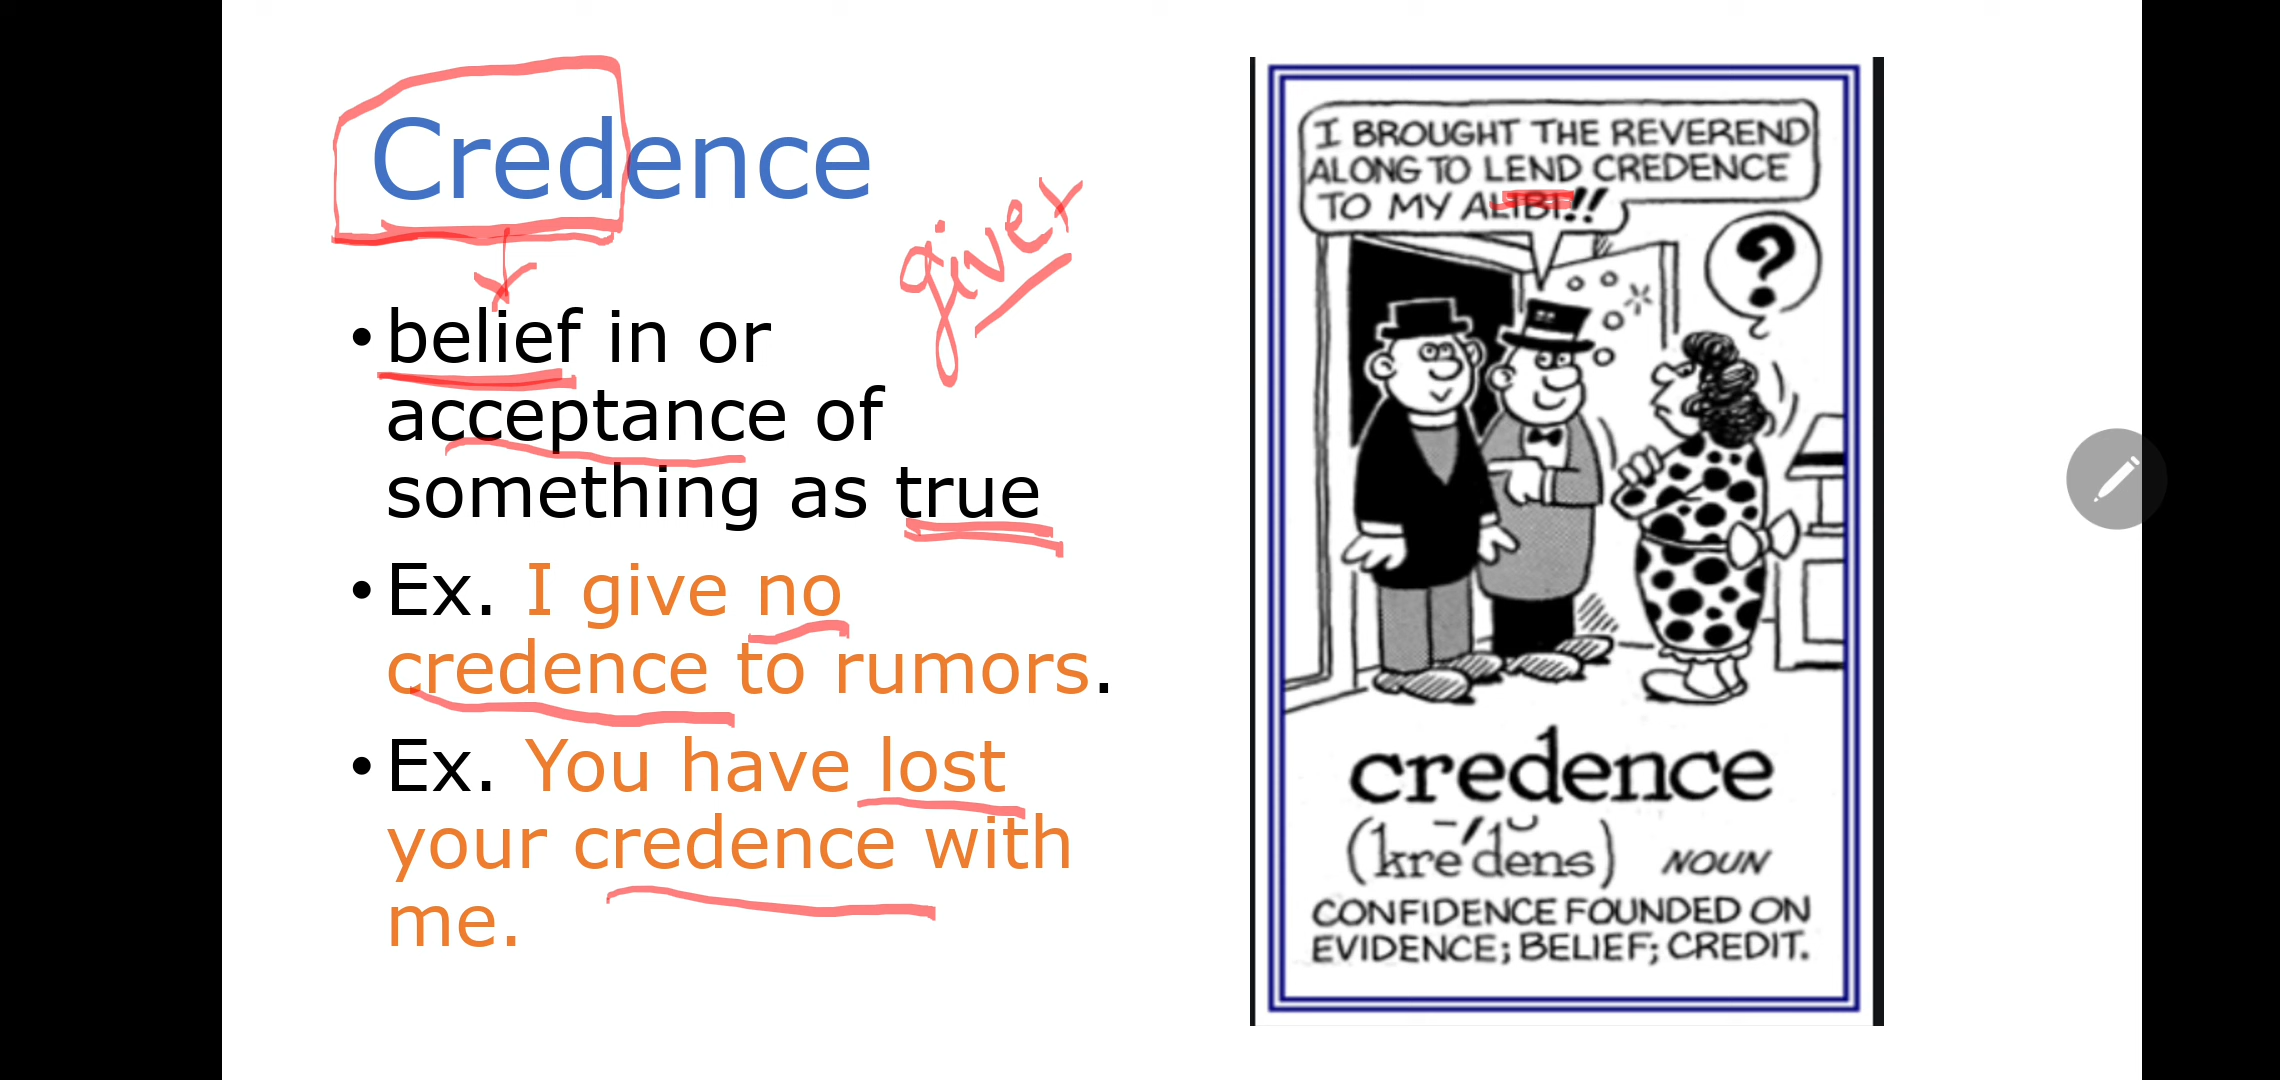 Credence
giver
• belief in or
acceptance of
something as true
• Ex. I give no
credence to rumors.
• Ex. You have lost
your credence with
me.
I BROUGHT THE REVEREND
ALONG TO LEND CREDENCE
TO MY ALIBI!!
?
credence
(krē′dĕns) NOUN
CONFIDENCE FOUNDED ON
EVIDENCE; BELIEF; CREDIT.